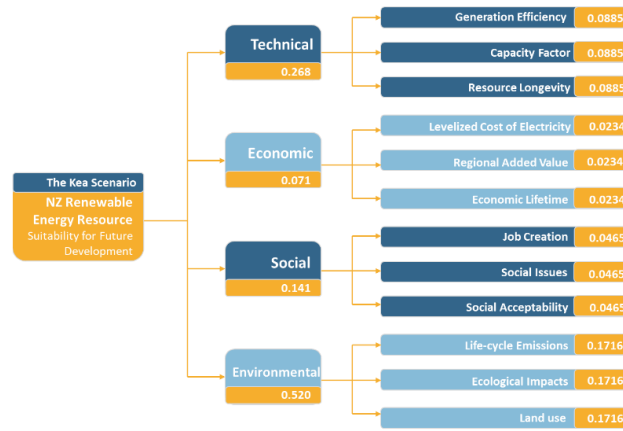 The Kea Scenario
NZ Renewable
Energy Resource
Suitability for Future
Development
Technical
0.268
Generation Efficiency 0.0885
Capacity Factor 0.0885
Resource Longevity 0.0885
Economic
0.071
Levelized Cost of Electricity 0.0234
Regional Added Value 0.0234
Economic Lifetime 0.0234
Social
0.141
Job Creation 0.0465
Social Issues 0.0465
Social Acceptability 0.0465
Environmental
0.520
Life-cycle Emissions 0.1716
Ecological Impacts 0.1716
Land use 0.1716